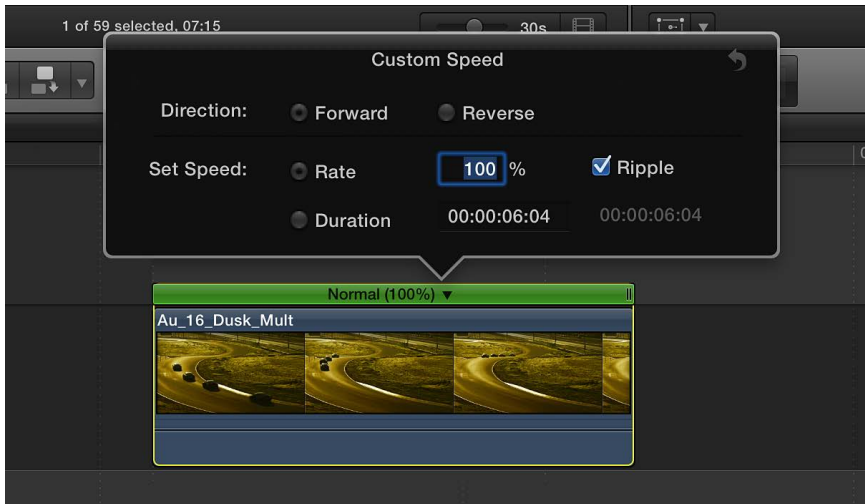 1 of 59 selected, 07:15
30s
Custom Speed
Direction: Forward Reverse
Set Speed: Rate 100 % Ripple
Duration 00:00:06:04 00:00:06:04
Normal (100%)
Au_16_Dusk_Mult